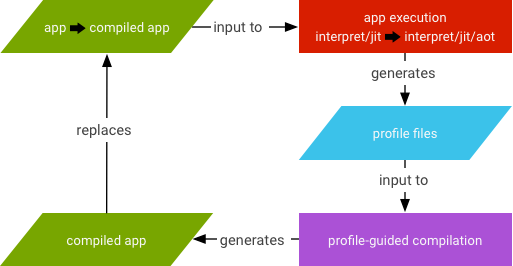 app ➡ compiled app
input to
app execution
interpret/jit ➡ interpret/jit/aot
generates
replaces
profile files
input to
compiled app
generates
profile-guided compilation